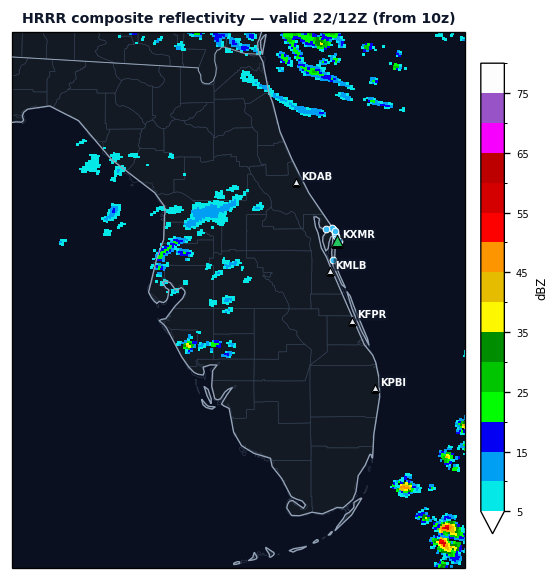 HRRR composite reflectivity — valid 22/12Z (from 10z)
KDAB
KXMR
KMLB
KFPR
KPBI
75
65
55
45
35
25
15
5
dBZ